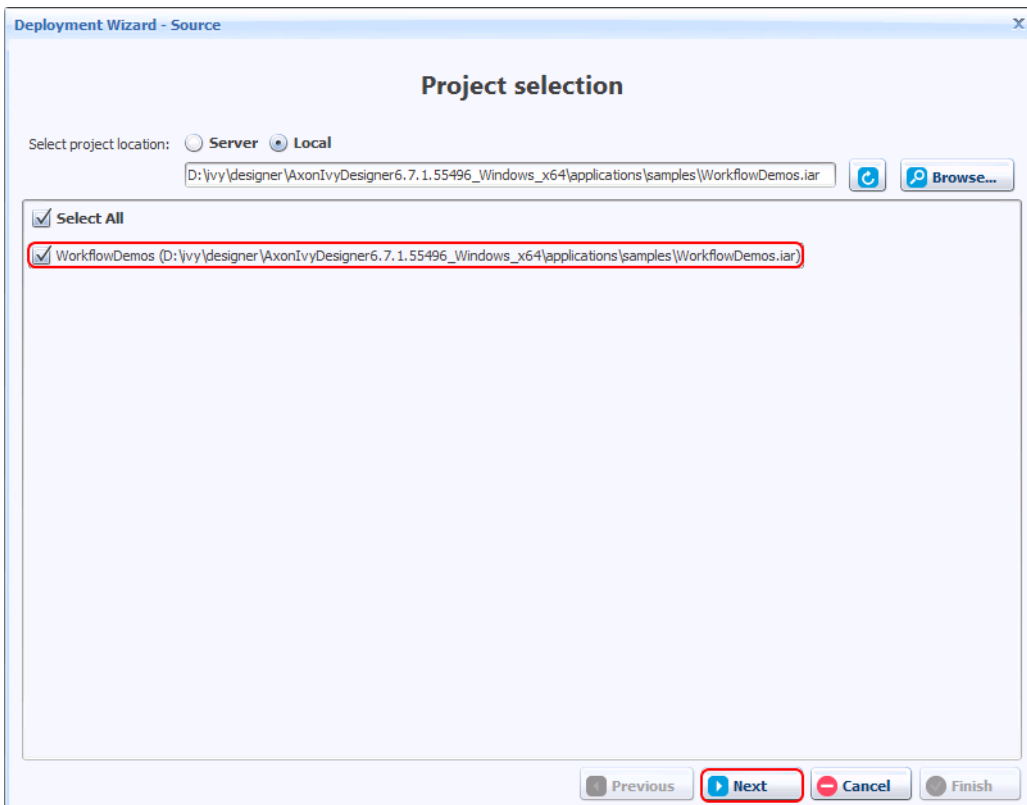 Deployment Wizard - Source
Project selection
Select project location: Server Local
D:\ivy\designer\AxonIvyDesigner6.7.1.55496_Windows_x64\applications\samples\WorkflowDemos.iar Browse...
Select All
WorkflowDemos (D:\ivy\designer\AxonIvyDesigner6.7.1.55496_Windows_x64\applications\samples\WorkflowDemos.iar)
Previous Next Cancel Finish